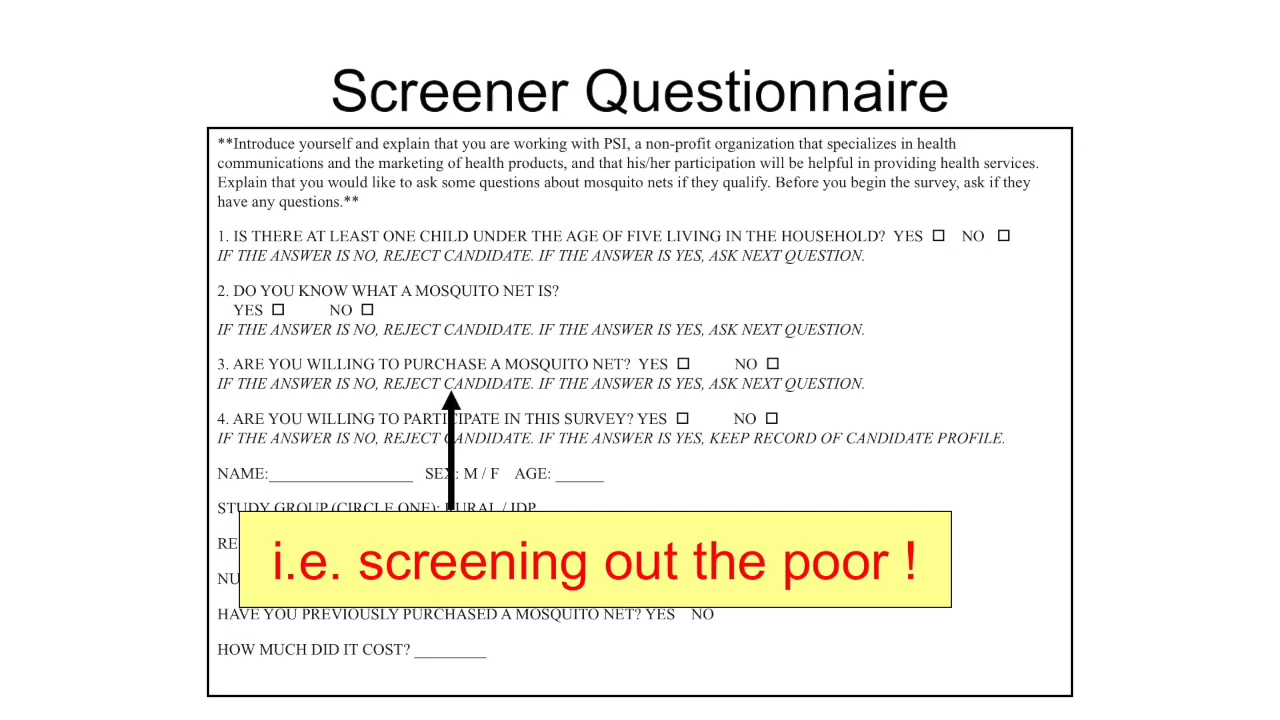 Screener Questionnaire
**Introduce yourself and explain that you are working with PSI, a non-profit organization that specializes in health
communications and the marketing of health products, and that his/her participation will be helpful in providing health services.
Explain that you would like to ask some questions about mosquito nets if they qualify. Before you begin the survey, ask if they
have any questions.**
1. IS THERE AT LEAST ONE CHILD UNDER THE AGE OF FIVE LIVING IN THE HOUSEHOLD? YES □ NO □
IF THE ANSWER IS NO, REJECT CANDIDATE. IF THE ANSWER IS YES, ASK NEXT QUESTION.
2. DO YOU KNOW WHAT A MOSQUITO NET IS?
YES □ NO □
IF THE ANSWER IS NO, REJECT CANDIDATE. IF THE ANSWER IS YES, ASK NEXT QUESTION.
3. ARE YOU WILLING TO PURCHASE A MOSQUITO NET? YES □ NO □
IF THE ANSWER IS NO, REJECT CANDIDATE. IF THE ANSWER IS YES, ASK NEXT QUESTION.
4. ARE YOU WILLING TO PARTICIPATE IN THIS SURVEY? YES □ NO □
IF THE ANSWER IS NO, REJECT CANDIDATE. IF THE ANSWER IS YES, KEEP RECORD OF CANDIDATE PROFILE.
NAME:__________________ SEX: M / F AGE: ______
STUDY GROUP (CIRCLE ONE): RURAL / IDP
i.e. screening out the poor !
HAVE YOU PREVIOUSLY PURCHASED A MOSQUITO NET? YES NO
HOW MUCH DID IT COST? _________